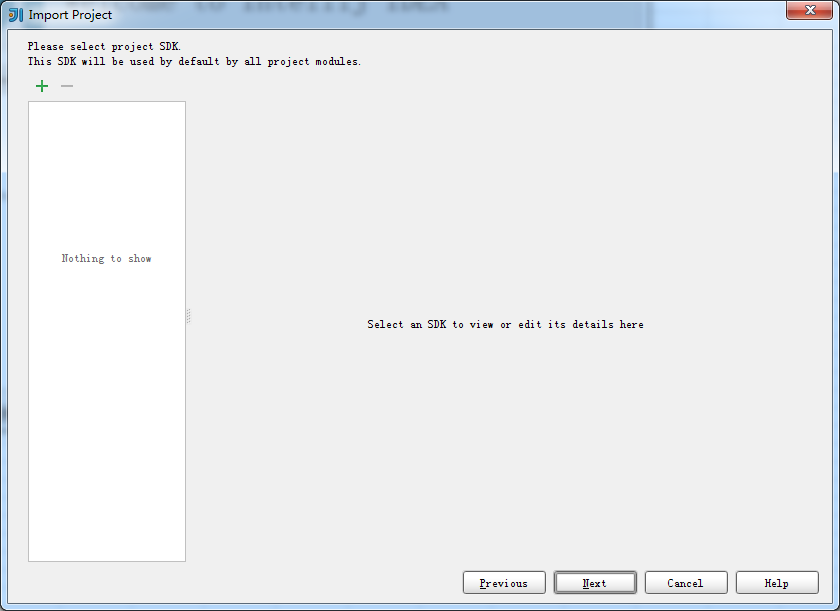 Import Project
Please select project SDK.
This SDK will be used by default by all project modules.
Nothing to show
Select an SDK to view or edit its details here
Previous
Next
Cancel
Help